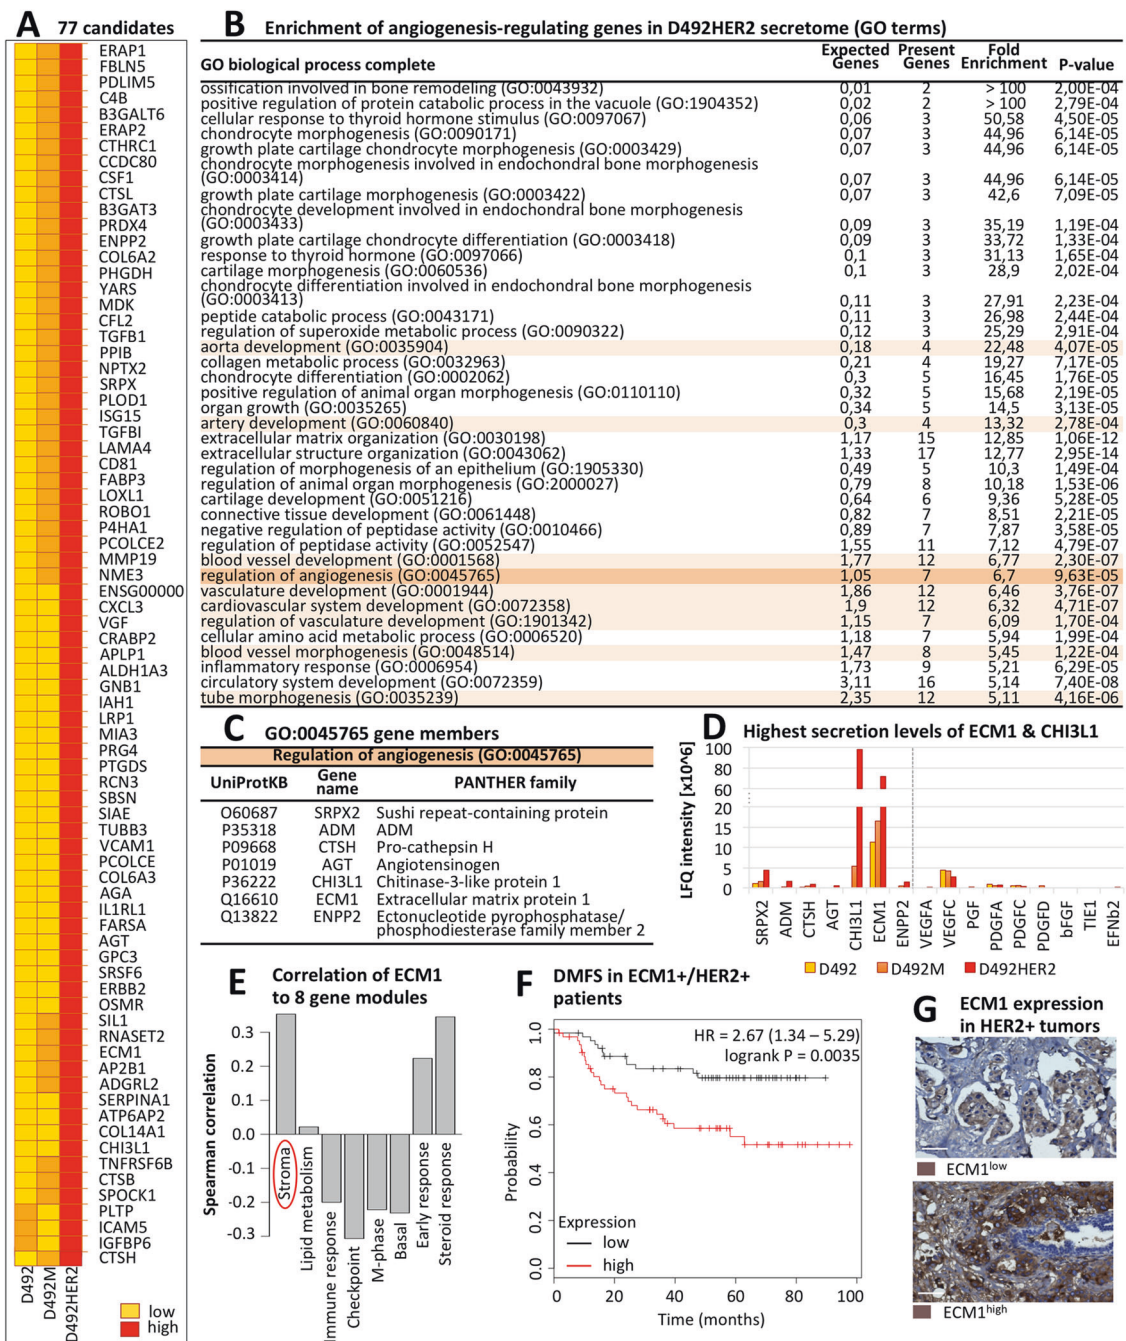 A 77 candidates
ERAP1
FBLN5
PDLIM5
C4B
B3GALT6
ERAP2
CTHRC1
CCDC80
CSF1
CTSL
B3GAT3
PRDX4
ENPP2
COL6A2
PHGDH
YARS
MDK
CFL2
TGFB1
PPIB
NPTX2
SRPX
PLOD1
ISG15
TGFBI
LAMA4
CD81
FABP3
LOXL1
ROBO1
P4HA1
PCOLCE2
MMP19
NME3
ENSG00000
CXCL3
VGF
CRABP2
APLP1
ALDH1A3
GNB1
IAH1
LRP1
MIA3
PRG4
PTGDS
RCN3
SBSN
SIAE
TUBB3
VCAM1
PCOLCE
COL6A3
AGA
IL1RL1
FARSA
AGT
GPC3
SRSF6
ERBB2
OSMR
SIL1
RNASET2
ECM1
AP2B1
ADGRL2
SERPINA1
ATP6AP2
COL14A1
CHI3L1
TNFRSF6B
CTSB
SPOCK1
PLTP
ICAM5
IGFBP6
CTSH
D492
D492M
D492HER2
low
high
B Enrichment of angiogenesis-regulating genes in D492HER2 secretome (GO terms)
GO biological process complete Expected Genes Present Genes Fold Enrichment P-value
ossification involved in bone remodeling (GO:0043932) 0,01 2 > 100 2,00E-04
positive regulation of protein catabolic process in the vacuole (GO:1904352) 0,02 2 > 100 2,79E-04
cellular response to thyroid hormone stimulus (GO:0097067) 0,06 3 50,58 4,50E-05
chondrocyte morphogenesis (GO:0090171) 0,07 3 44,96 6,14E-05
growth plate cartilage chondrocyte morphogenesis (GO:0003429) 0,07 3 44,96 6,14E-05
chondrocyte morphogenesis involved in endochondral bone morphogenesis
(GO:0003414) 0,07 3 44,96 6,14E-05
growth plate cartilage morphogenesis (GO:0003422) 0,07 3 42,6 7,09E-05
chondrocyte development involved in endochondral bone morphogenesis
(GO:0003433) 0,09 3 35,19 1,19E-04
growth plate cartilage chondrocyte differentiation (GO:0003418) 0,09 3 33,72 1,33E-04
response to thyroid hormone (GO:0097066) 0,1 3 31,13 1,65E-04
cartilage morphogenesis (GO:0060536) 0,1 3 28,9 2,02E-04
chondrocyte differentiation involved in endochondral bone morphogenesis
(GO:0003413) 0,11 3 27,91 2,23E-04
peptide catabolic process (GO:0043171) 0,11 3 26,98 2,44E-04
regulation of superoxide metabolic process (GO:0090322) 0,12 3 25,29 2,91E-04
aorta development (GO:0035904) 0,18 4 22,48 4,07E-05
collagen metabolic process (GO:0032963) 0,21 4 19,27 7,17E-05
chondrocyte differentiation (GO:0002062) 0,3 5 16,45 1,76E-05
positive regulation of animal organ morphogenesis (GO:0110110) 0,32 5 15,68 2,19E-05
organ growth (GO:0035265) 0,34 5 14,5 3,13E-05
artery development (GO:0060840) 0,3 4 13,32 2,78E-04
extracellular matrix organization (GO:0030198) 1,17 15 12,85 1,06E-12
extracellular structure organization (GO:0043062) 1,33 17 12,77 2,95E-14
regulation of morphogenesis of an epithelium (GO:1905330) 0,49 5 10,3 1,49E-04
regulation of animal organ morphogenesis (GO:2000027) 0,79 8 10,18 1,53E-06
cartilage development (GO:0051216) 0,64 6 9,36 5,28E-05
connective tissue development (GO:0061448) 0,82 7 8,51 2,21E-05
negative regulation of peptidase activity (GO:0010466) 0,89 7 7,87 3,58E-05
regulation of peptidase activity (GO:0052547) 1,55 11 7,12 4,79E-07
blood vessel development (GO:0001568) 1,77 12 6,77 2,30E-07
regulation of angiogenesis (GO:0045765) 1,05 7 6,7 9,63E-05
vasculature development (GO:0001944) 1,86 12 6,46 3,76E-07
cardiovascular system development (GO:0072358) 1,9 12 6,32 4,71E-07
regulation of vasculature development (GO:1901342) 1,15 7 6,09 1,70E-04
cellular amino acid metabolic process (GO:0006520) 1,18 7 5,94 1,99E-04
blood vessel morphogenesis (GO:0048514) 1,47 8 5,45 1,22E-04
inflammatory response (GO:0006954) 1,73 9 5,21 6,29E-05
circulatory system development (GO:0072359) 3,11 16 5,14 7,40E-08
tube morphogenesis (GO:0035239) 2,35 12 5,11 4,16E-06
C GO:0045765 gene members
Regulation of angiogenesis (GO:0045765)
UniProtKB Gene name PANTHER family
O60687 SRPX2 Sushi repeat-containing protein
P35318 ADM ADM
P09668 CTSH Pro-cathepsin H
P01019 AGT Angiotensinogen
P36222 CHI3L1 Chitinase-3-like protein 1
Q16610 ECM1 Extracellular matrix protein 1
Q13822 ENPP2 Ectonucleotide pyrophosphatase/
phosphodiesterase family member 2
D Highest secretion levels of ECM1 & CHI3L1
LFQ intensity [x10^6]
100
80
60
20
15
10
5
0
SRPX2
ADM
CTSH
AGT
CHI3L1
ECM1
ENPP2
VEGFA
VEGFC
PGF
PDGFA
PDGFC
PDGFD
bFGF
TIE1
EFNb2
D492 D492M D492HER2
E Correlation of ECM1
to 8 gene modules
Spearman correlation
0.3
0.2
0.1
0.0
-0.1
-0.2
-0.3
Stroma
Lipid metabolism
Immune response
Checkpoint
M-phase
Basal
Early response
Steroid response
F DMFS in ECM1+/HER2+
patients
HR = 2.67 (1.34 – 5.29)
logrank P = 0.0035
Probability
1.0
0.8
0.6
0.4
0.2
0.0
Expression
low
high
0 20 40 60 80 100
Time (months)
G ECM1 expression
in HER2+ tumors
ECM1low
ECM1high